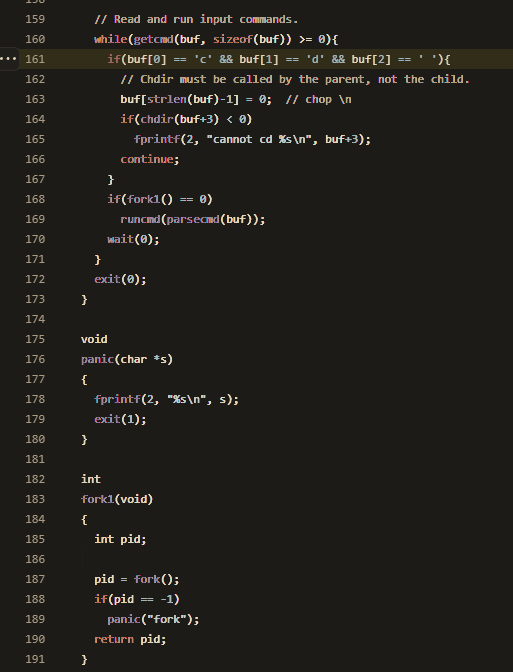 159 // Read and run input commands.
160 while(getcmd(buf, sizeof(buf)) >= 0){
161 if(buf[0] == 'c' && buf[1] == 'd' && buf[2] == ' '){
162 // Chdir must be called by the parent, not the child.
163 buf[strlen(buf)-1] = 0;  // chop \n
164 if(chdir(buf+3) < 0)
165 fprintf(2, "cannot cd %s\n", buf+3);
166 continue;
167 }
168 if(fork1() == 0)
169 runcmd(parsecmd(buf));
170 wait(0);
171 }
172 exit(0);
173 }
174
175 void
176 panic(char *s)
177 {
178 fprintf(2, "%s\n", s);
179 exit(1);
180 }
181
182 int
183 fork1(void)
184 {
185 int pid;
186
187 pid = fork();
188 if(pid == -1)
189 panic("fork");
190 return pid;
191 }